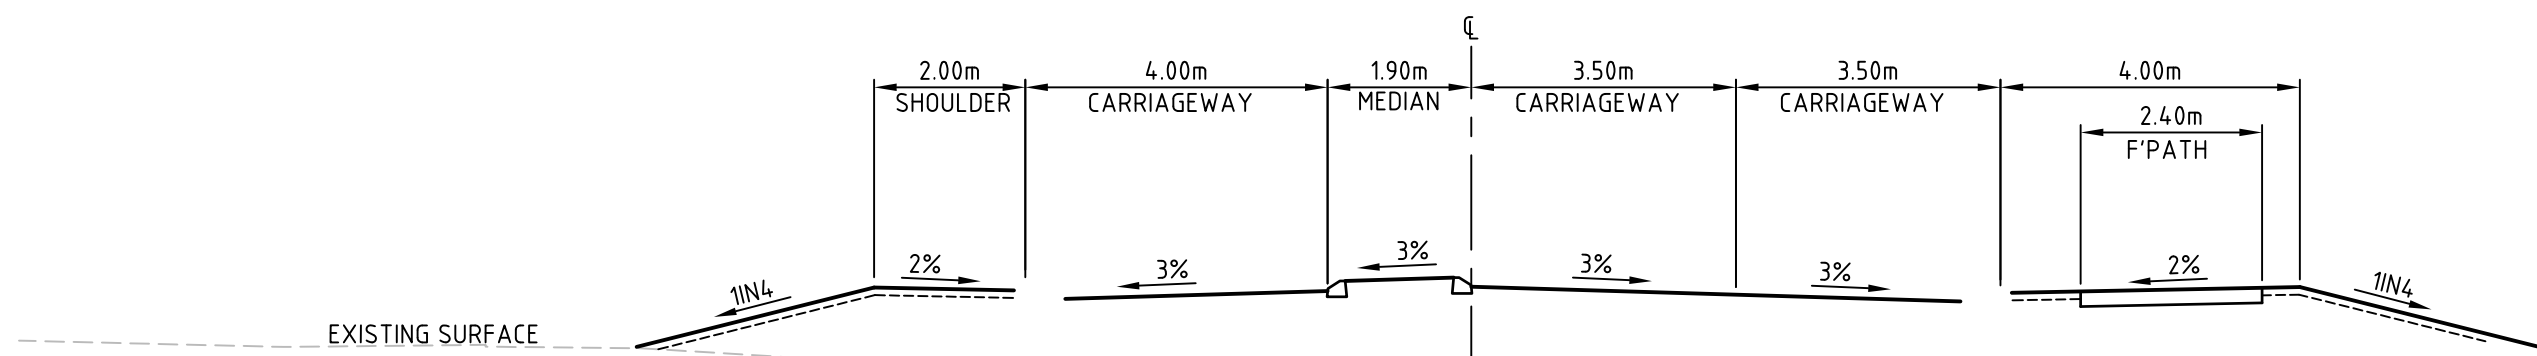 ℄
2.00m 4.00m 1.90m 3.50m 3.50m 4.00m
SHOULDER CARRIAGEWAY MEDIAN CARRIAGEWAY CARRIAGEWAY
2.40m
F'PATH
2% 3% 3% 3% 3% 2%
1IN4 1IN4
EXISTING SURFACE